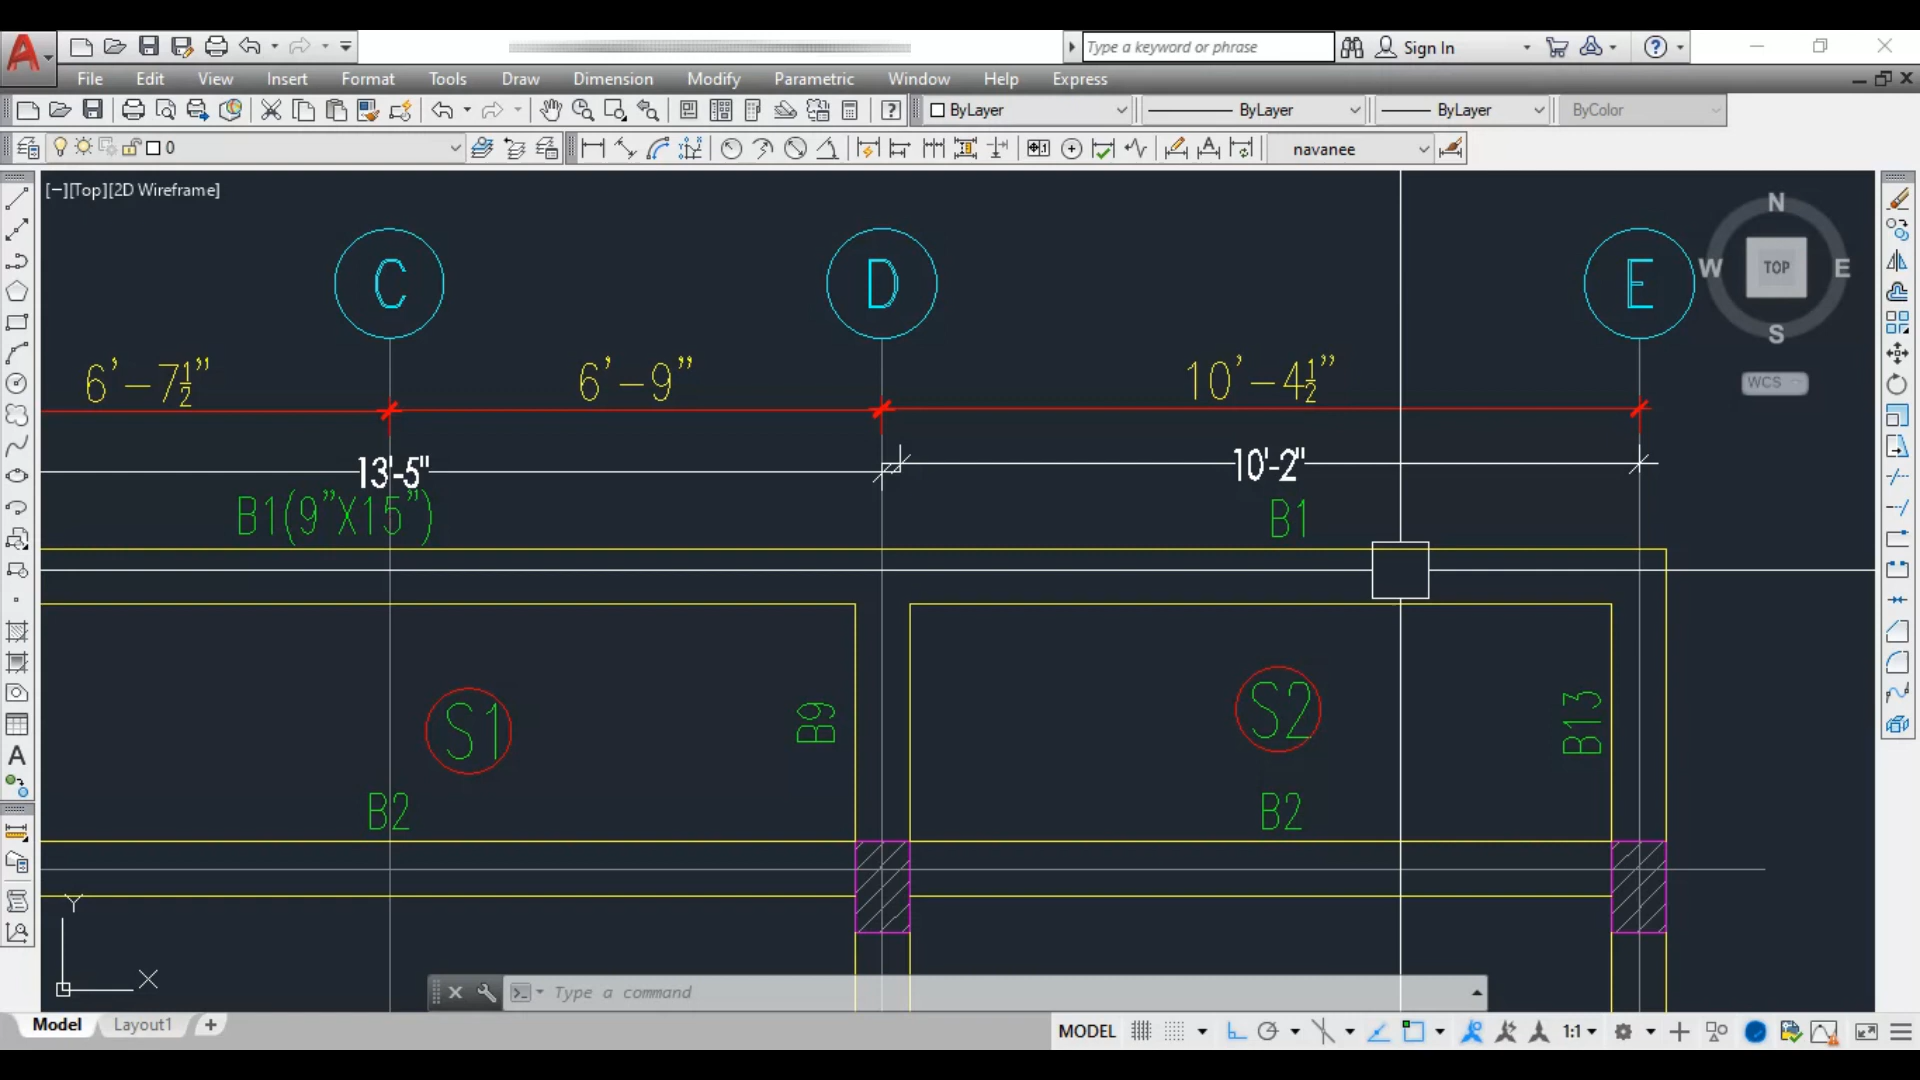 Type a keyword or phrase
Sign In
File Edit View Insert Format Tools Draw Dimension Modify Parametric Window Help Express
ByLayer ByLayer ByLayer ByColor
0 navanee
[−][Top][2D Wireframe]
N
W TOP E
S
WCS
C D E
6'−7½" 6'−9" 10'−4½"
13'-5" 10'-2"
B1(9"X15") B1
S1 B9 S2 B13
B2 B2
Y
X
Type a command
Model Layout1 +
MODEL 1:1